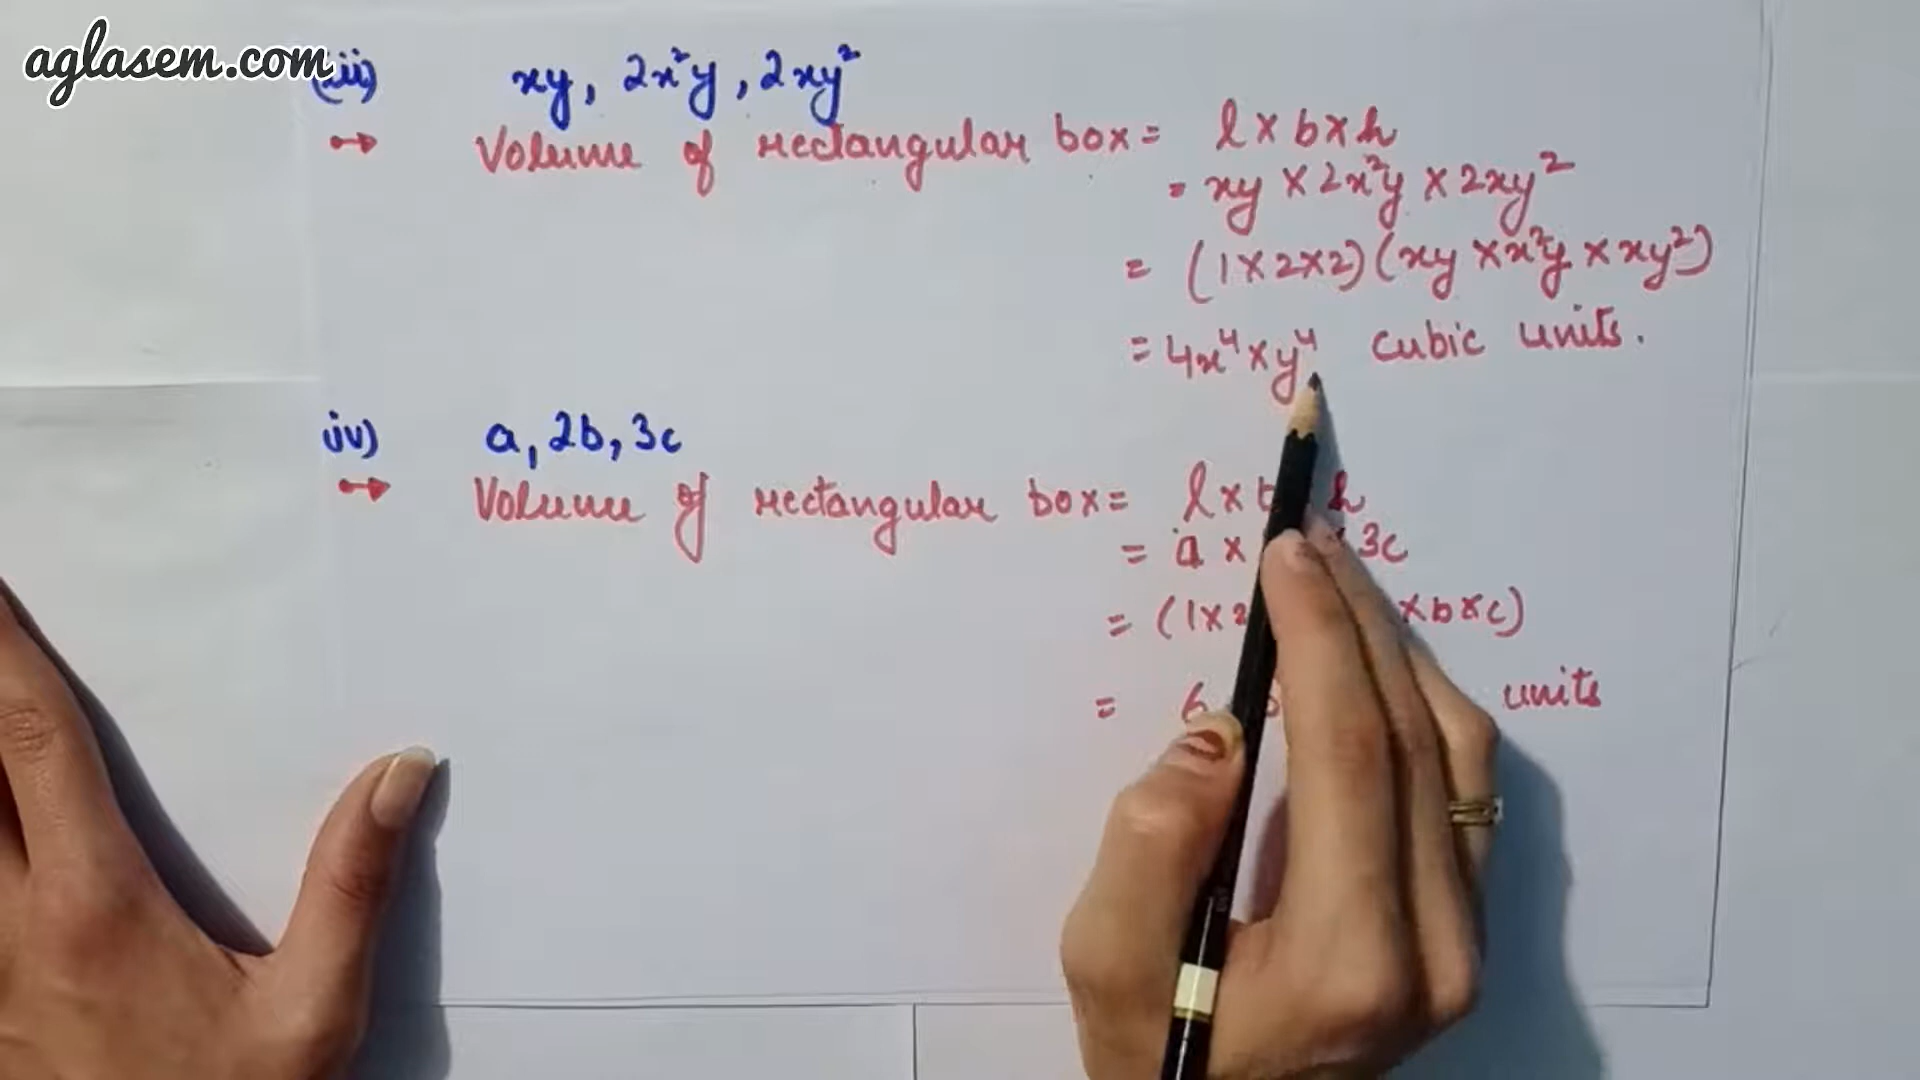 aglasem.com
(iii) xy, 2x²y, 2xy²
→ Volume of rectangular box = l × b × h
= xy × 2x²y × 2xy²
= (1×2×2)(xy × x²y × xy²)
= 4x⁴ × y⁴ cubic units.
iv) a, 2b, 3c
→ Volume of rectangular box = l × h
= a × 3c
= (1×2 ×b×c)
= 6 units